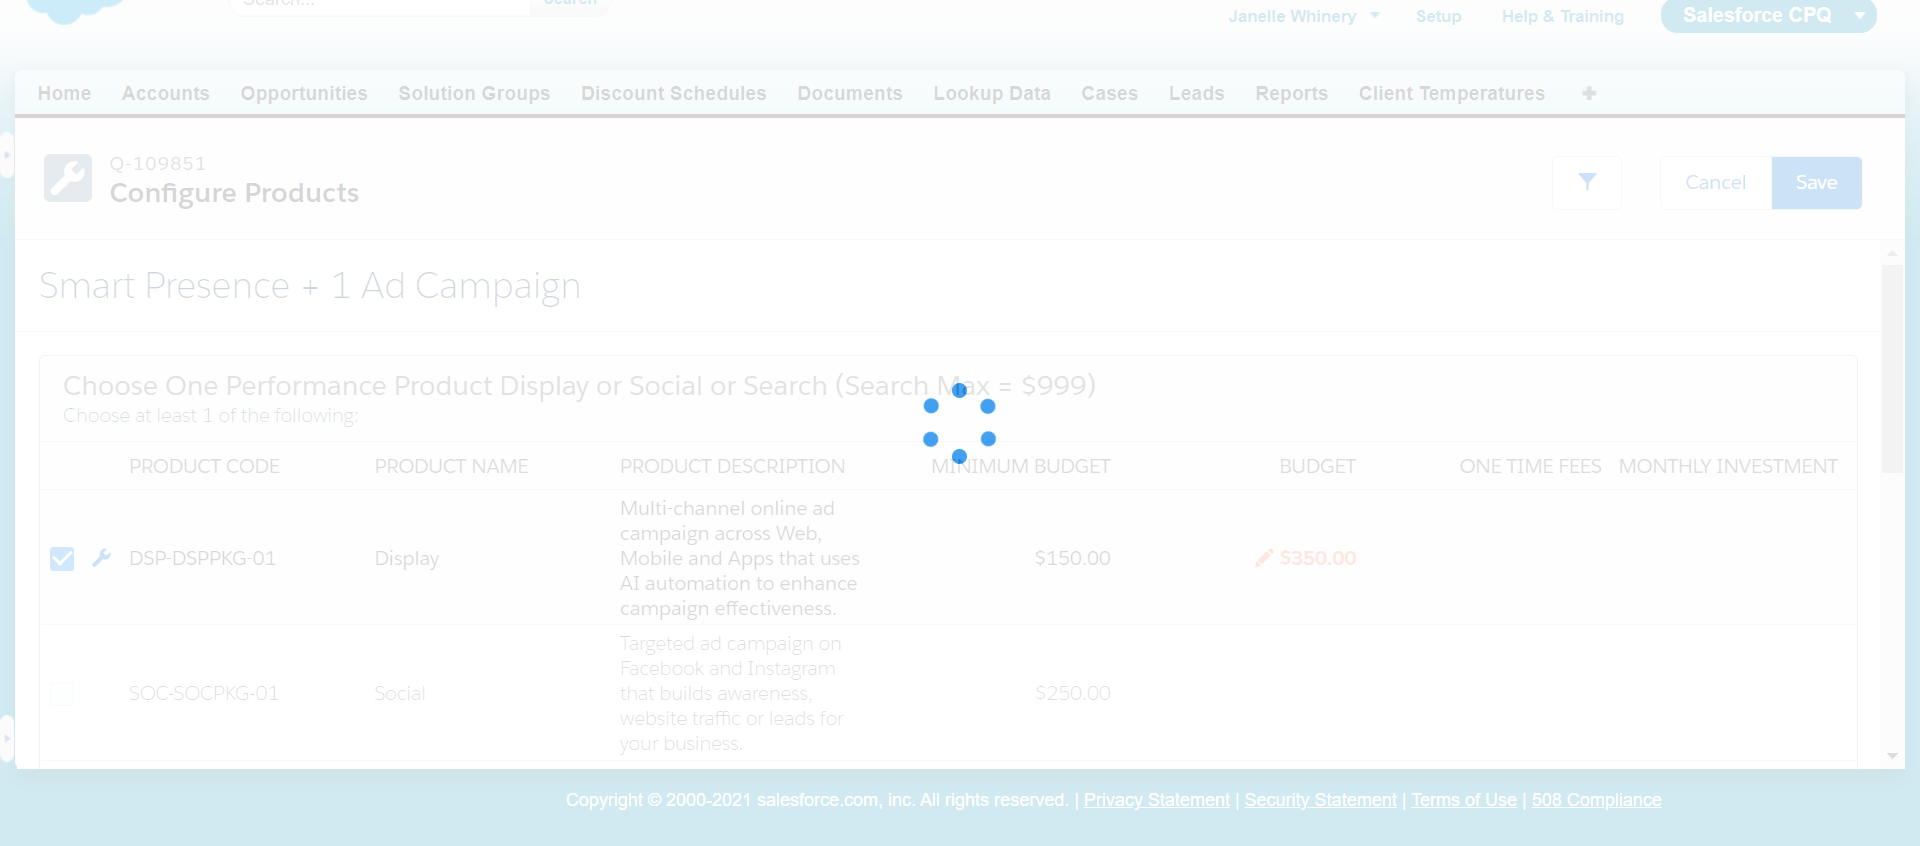 Search...
Search
Janelle Whinery
Setup
Help & Training
Salesforce CPQ
Home
Accounts
Opportunities
Solution Groups
Discount Schedules
Documents
Lookup Data
Cases
Leads
Reports
Client Temperatures
Q-109851
Configure Products
Cancel
Save
Smart Presence + 1 Ad Campaign
Choose One Performance Product Display or Social or Search (Search Max = $999)
Choose at least 1 of the following:
PRODUCT CODE
PRODUCT NAME
PRODUCT DESCRIPTION
MINIMUM BUDGET
BUDGET
ONE TIME FEES
MONTHLY INVESTMENT
DSP-DSPPKG-01
Display
Multi-channel online ad
campaign across Web,
Mobile and Apps that uses
AI automation to enhance
campaign effectiveness.
$150.00
$350.00
SOC-SOCPKG-01
Social
Targeted ad campaign on
Facebook and Instagram
that builds awareness,
website traffic or leads for
your business.
$250.00
Copyright © 2000-2021 salesforce.com, inc. All rights reserved. | Privacy Statement | Security Statement | Terms of Use | 508 Compliance